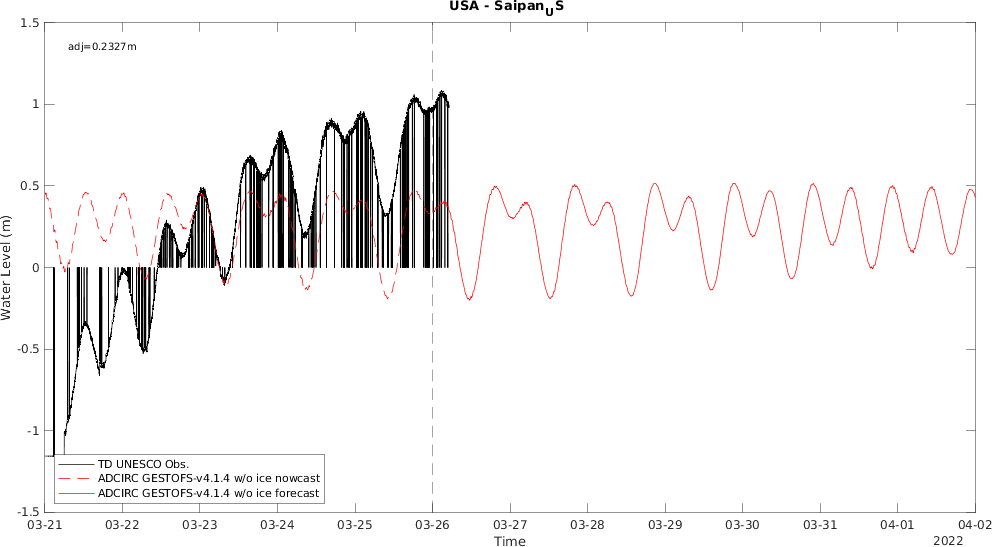 USA - Saipan_US
1.5
adj=0.2327m
1
0.5
0
-0.5
-1
-1.5
Water Level (m)
TD UNESCO Obs.
ADCIRC GESTOFS-v4.1.4 w/o ice nowcast
ADCIRC GESTOFS-v4.1.4 w/o ice forecast
03-21 03-22 03-23 03-24 03-25 03-26 03-27 03-28 03-29 03-30 03-31 04-01 04-02
Time
2022